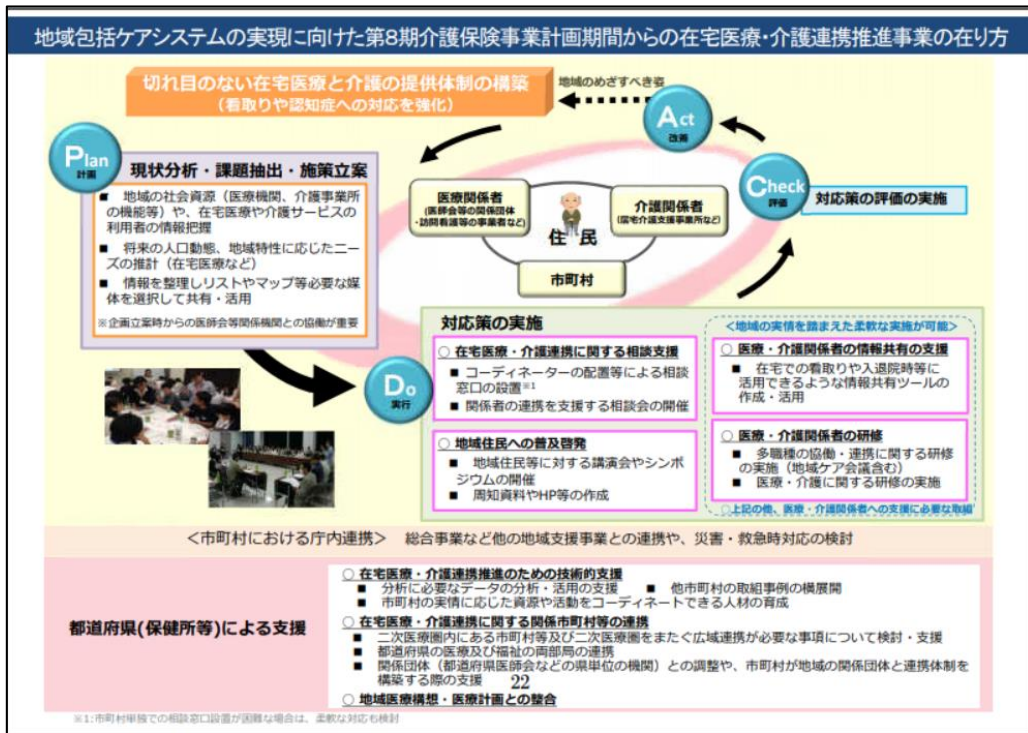 地域包括ケアシステムの実現に向けた第8期介護保険事業計画期間からの在宅医療・介護連携推進事業の在り方
切れ目のない在宅医療と介護の提供体制の構築
（看取りや認知症への対応を強化）
地域のめざすべき姿
Act
改善
Plan
計画
現状分析・課題抽出・施策立案
■ 地域の社会資源（医療機関、介護事業所
の機能等）や、在宅医療や介護サービスの
利用者の情報把握
■ 将来の人口動態、地域特性に応じたニー
ズの推計（在宅医療など）
■ 情報を整理しリストやマップ等必要な媒
体を選択して共有・活用
※企画立案時からの医師会等関係機関との協働が重要
医療関係者
（医師会等の関係団体
・訪問看護等の事業者など）
介護関係者
（居宅介護支援事業所など）
住民
市町村
Check
評価
対応策の評価の実施
Do
実行
対応策の実施
○ 在宅医療・介護連携に関する相談支援
■ コーディネーターの配置等による相談
窓口の設置※1
■ 関係者の連携を支援する相談会の開催
○ 地域住民への普及啓発
■ 地域住民等に対する講演会やシンポ
ジウムの開催
■ 周知資料やHP等の作成
＜地域の実情を踏まえた柔軟な実施が可能＞
○ 医療・介護関係者の情報共有の支援
■ 在宅での看取りや入退院時等に
活用できるような情報共有ツールの
作成・活用
○ 医療・介護関係者の研修
■ 多職種の協働・連携に関する研修
の実施（地域ケア会議含む）
■ 医療・介護に関する研修の実施
○上記の他、医療・介護関係者への支援に必要な取組
＜市町村における庁内連携＞ 総合事業など他の地域支援事業との連携や、災害・救急時対応の検討
都道府県(保健所等)による支援
○ 在宅医療・介護連携推進のための技術的支援
■ 分析に必要なデータの分析・活用の支援 ■ 他市町村の取組事例の横展開
■ 市町村の実情に応じた資源や活動をコーディネートできる人材の育成
○ 在宅医療・介護連携に関する関係市町村等の連携
■ 二次医療圏内にある市町村等及び二次医療圏をまたぐ広域連携が必要な事項について検討・支援
■ 都道府県の医療及び福祉の両部局の連携
■ 関係団体（都道府県医師会などの県単位の機関）との調整や、市町村が地域の関係団体と連携体制を
構築する際の支援 22
○ 地域医療構想・医療計画との整合
※1:市町村単独での相談窓口設置が困難な場合は、柔軟な対応も検討